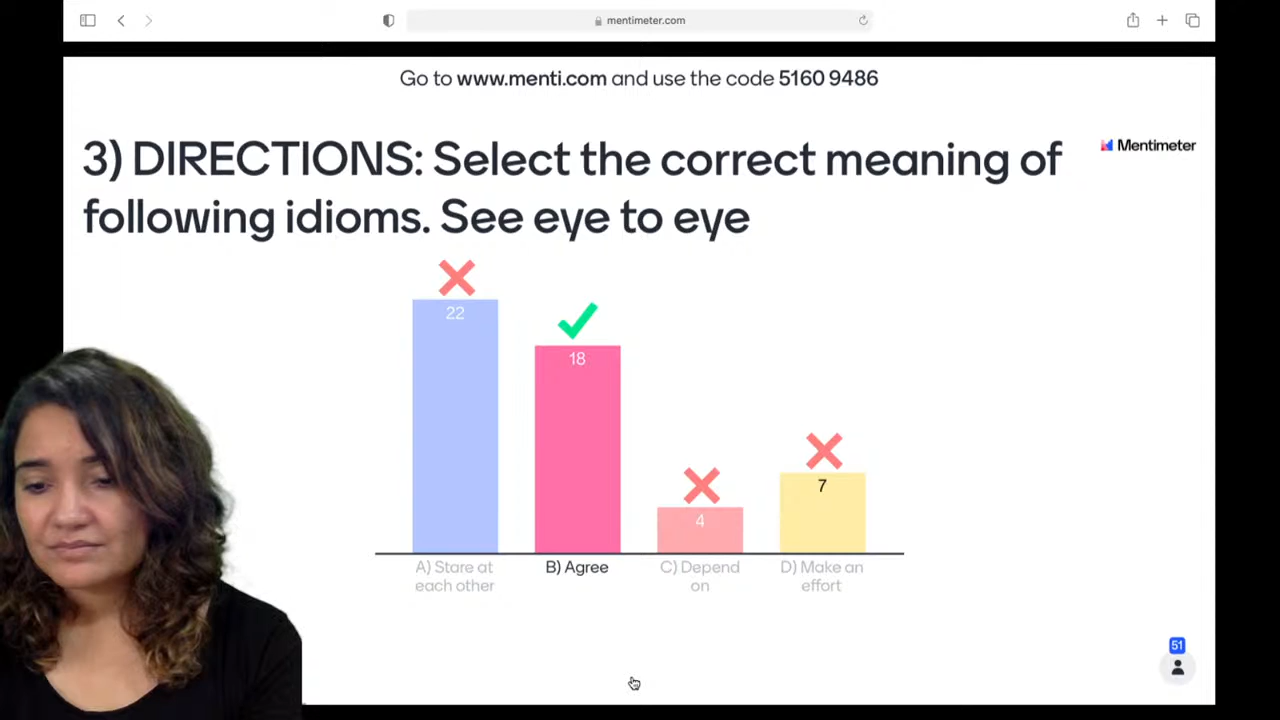 mentimeter.com
Go to www.menti.com and use the code 5160 9486
3) DIRECTIONS: Select the correct meaning of
following idioms. See eye to eye
Mentimeter
22
18
4
7
A) Stare at
each other
B) Agree
C) Depend
on
D) Make an
effort
51